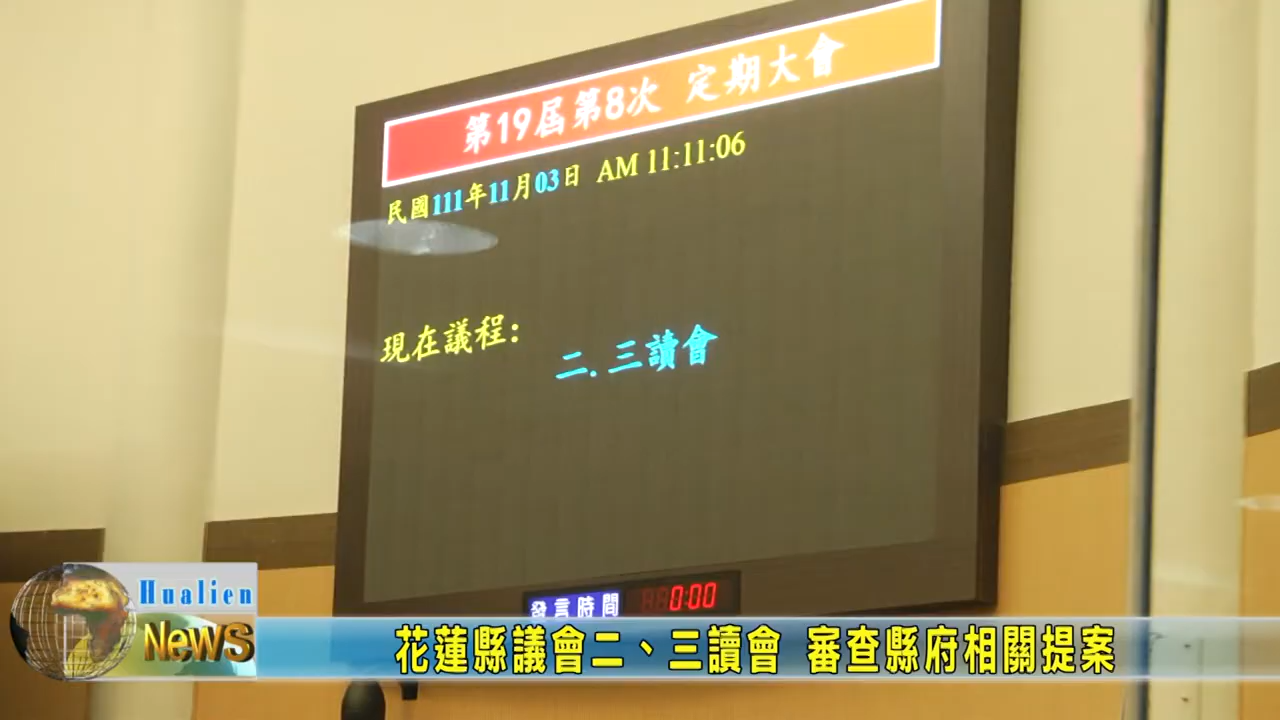 第19屆第8次 定期大會
民國111年11月03日 AM 11:11:06
現在議程:
二.三讀會
發言時間 0:00
Hualien
News
花蓮縣議會二、三讀會 審查縣府相關提案